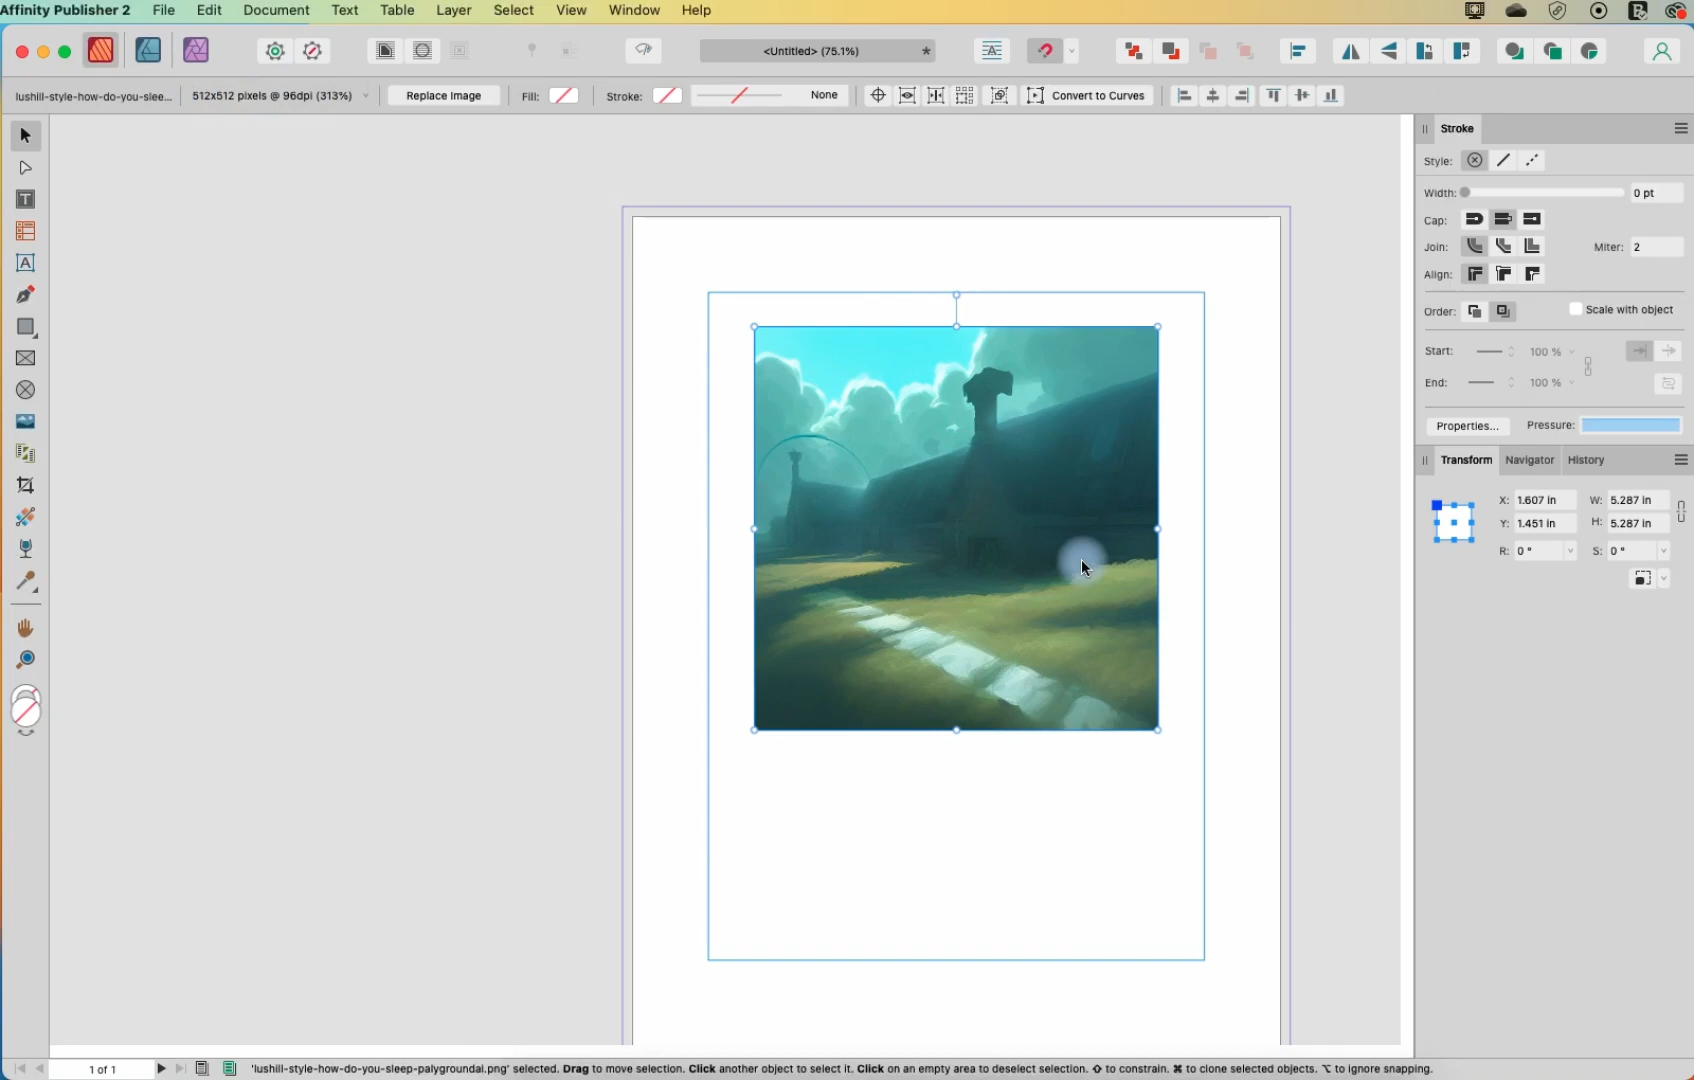 Affinity Publisher 2 File Edit Document Text Table Layer Select View Window Help
<Untitled> (75.1%) *
lushill-style-how-do-you-slee... 512x512 pixels @ 96dpi (313%) Replace Image Fill: Stroke: None Convert to Curves
Stroke
Style:
Width: 0 pt
Cap:
Join: Miter: 2
Align:
Order: Scale with object
Start: 100 %
End: 100 %
Properties... Pressure:
Transform Navigator History
X: 1.607 in W: 5.287 in
Y: 1.451 in H: 5.287 in
R: 0 ° S: 0 °
1 of 1 'lushill-style-how-do-you-sleep-palygroundai.png' selected. Drag to move selection. Click another object to select it. Click on an empty area to deselect selection. ⇧ to constrain. ⌘ to clone selected objects. ⌥ to ignore snapping.